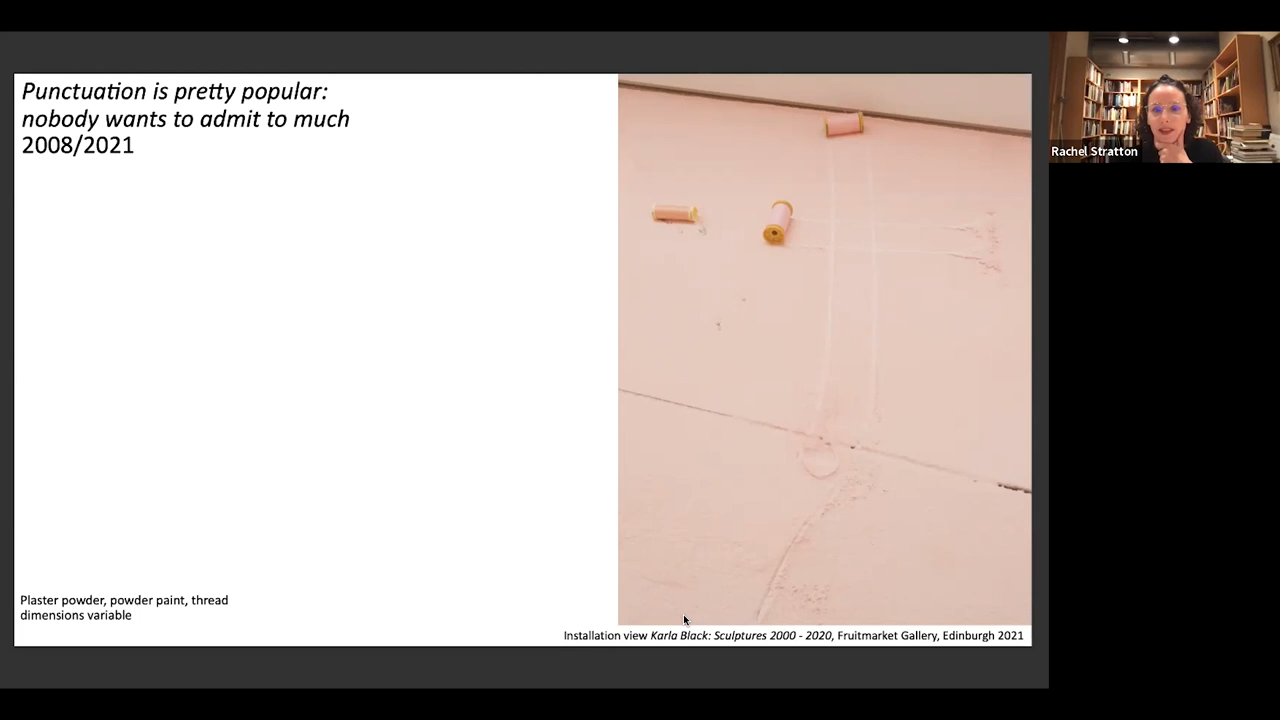 Punctuation is pretty popular:
nobody wants to admit to much
2008/2021
Rachel Stratton
Plaster powder, powder paint, thread
dimensions variable
Installation view Karla Black: Sculptures 2000 - 2020, Fruitmarket Gallery, Edinburgh 2021